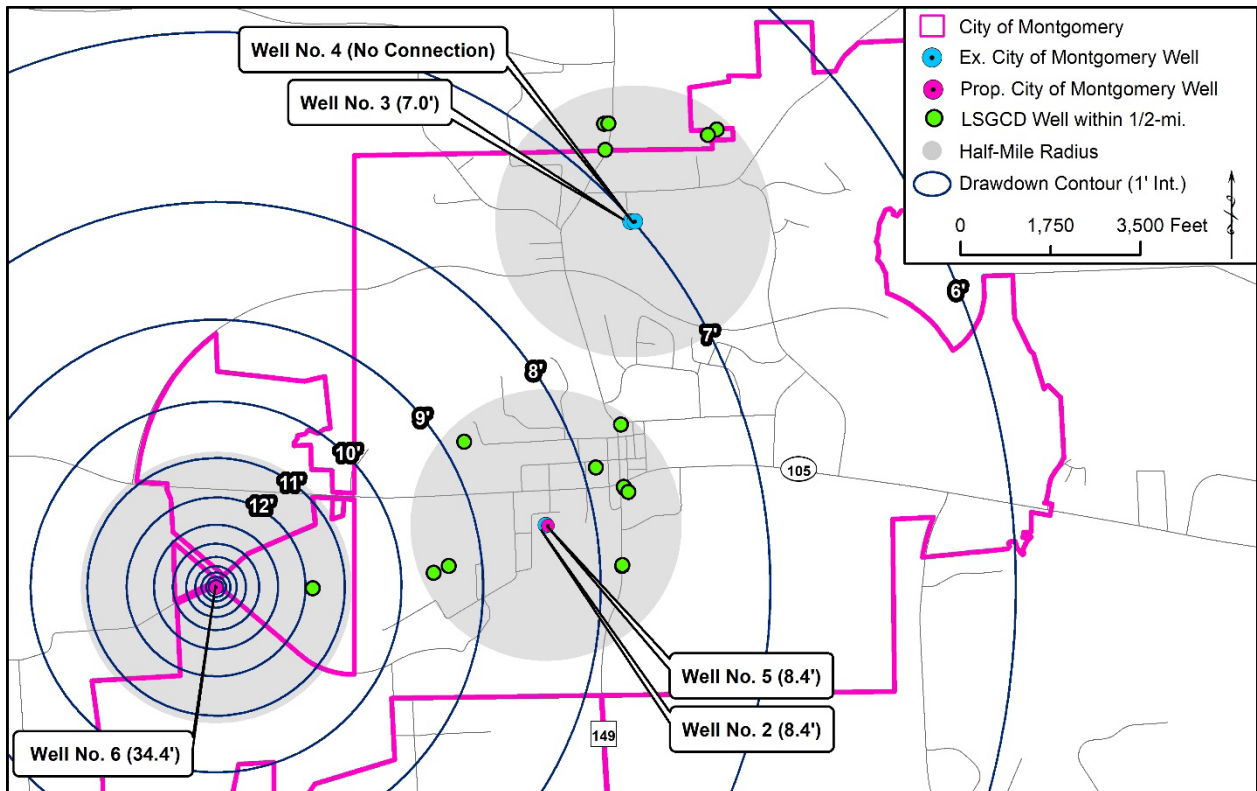 Well No. 4 (No Connection)
Well No. 3 (7.0')
City of Montgomery
Ex. City of Montgomery Well
Prop. City of Montgomery Well
LSGCD Well within 1/2-mi.
Half-Mile Radius
Drawdown Contour (1' Int.)
0 1,750 3,500 Feet
6'
7'
8'
9'
10'
11'
12'
105
Well No. 5 (8.4')
Well No. 2 (8.4')
149
Well No. 6 (34.4')